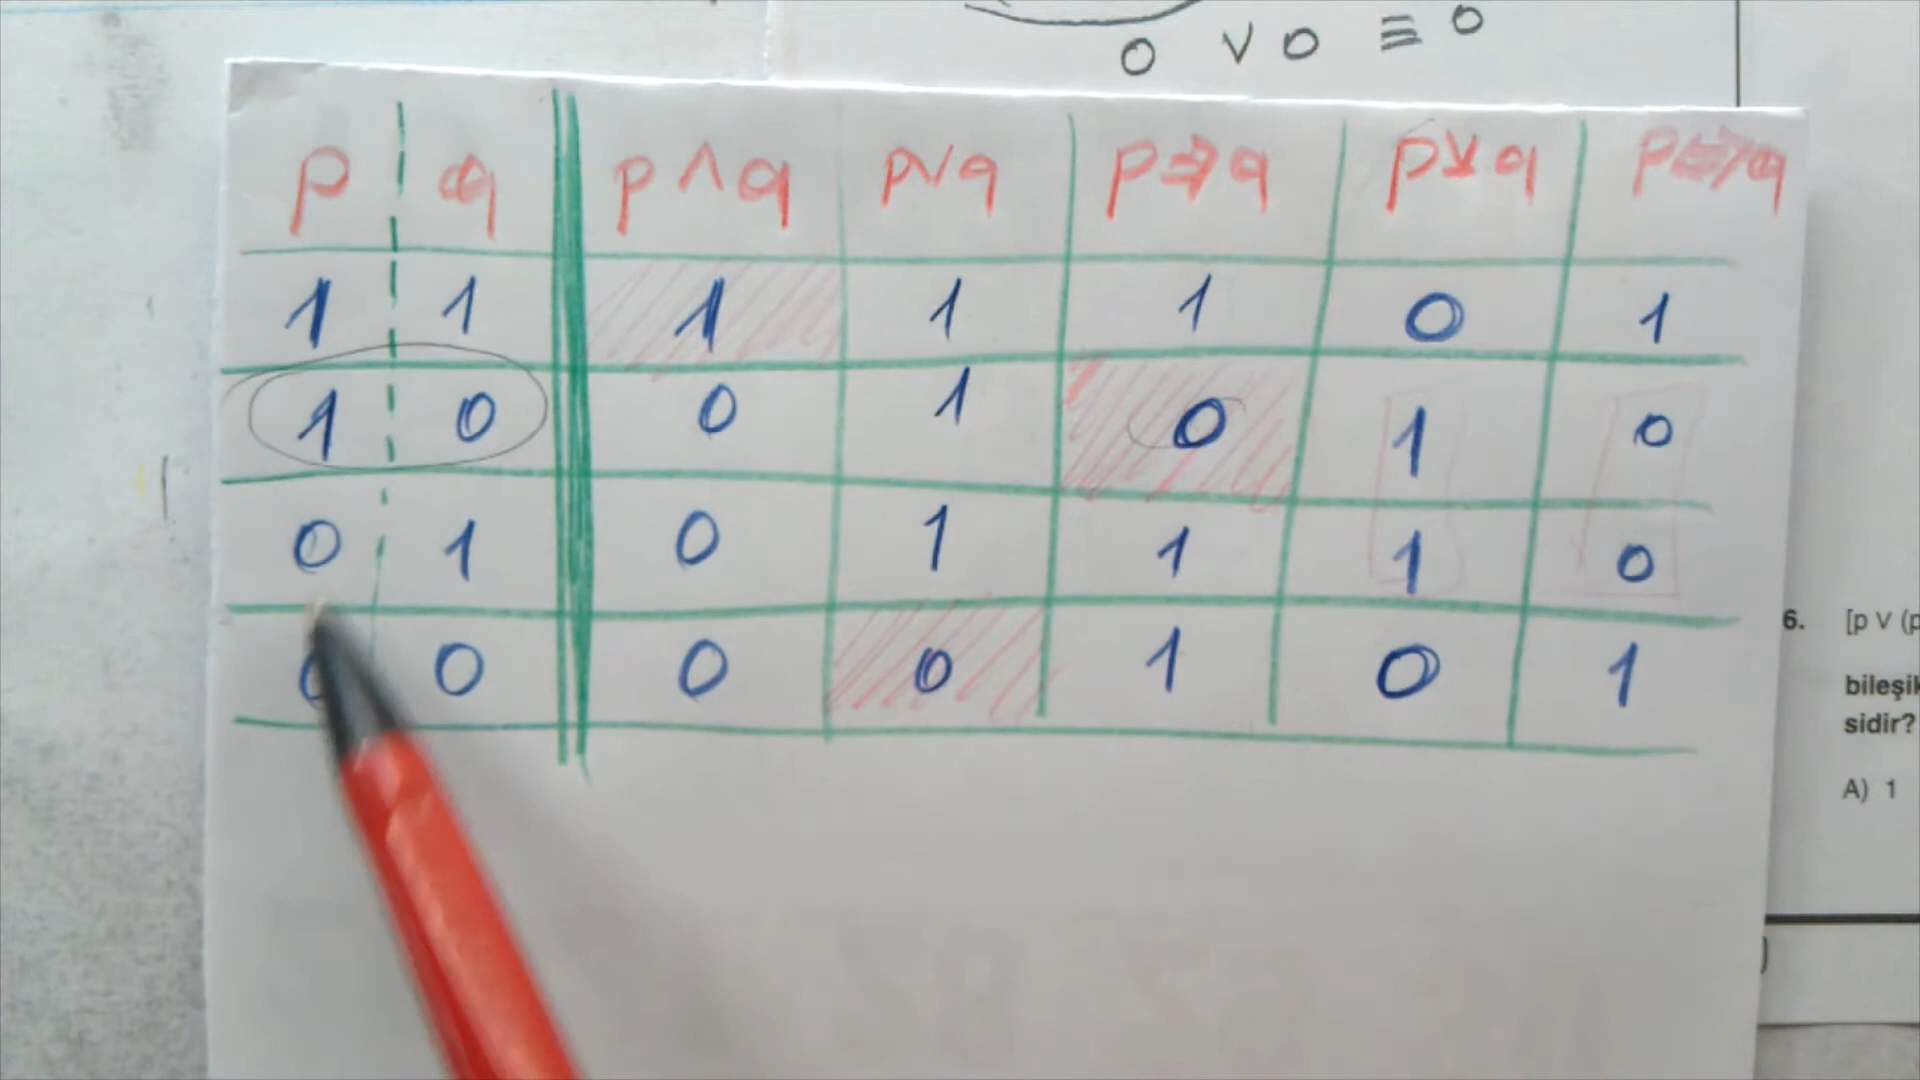 0 ∨ 0 ≡ 0
p q p ∧ q p ∨ q p ⇒ q p ⊻ q p ⇔ q
1 1 1 1 1 0 1
1 0 0 1 0 1 0
0 1 0 1 1 1 0
0 0 0 0 1 0 1
6. [p ∨ (p
bileşik
sidir?
A) 1
)